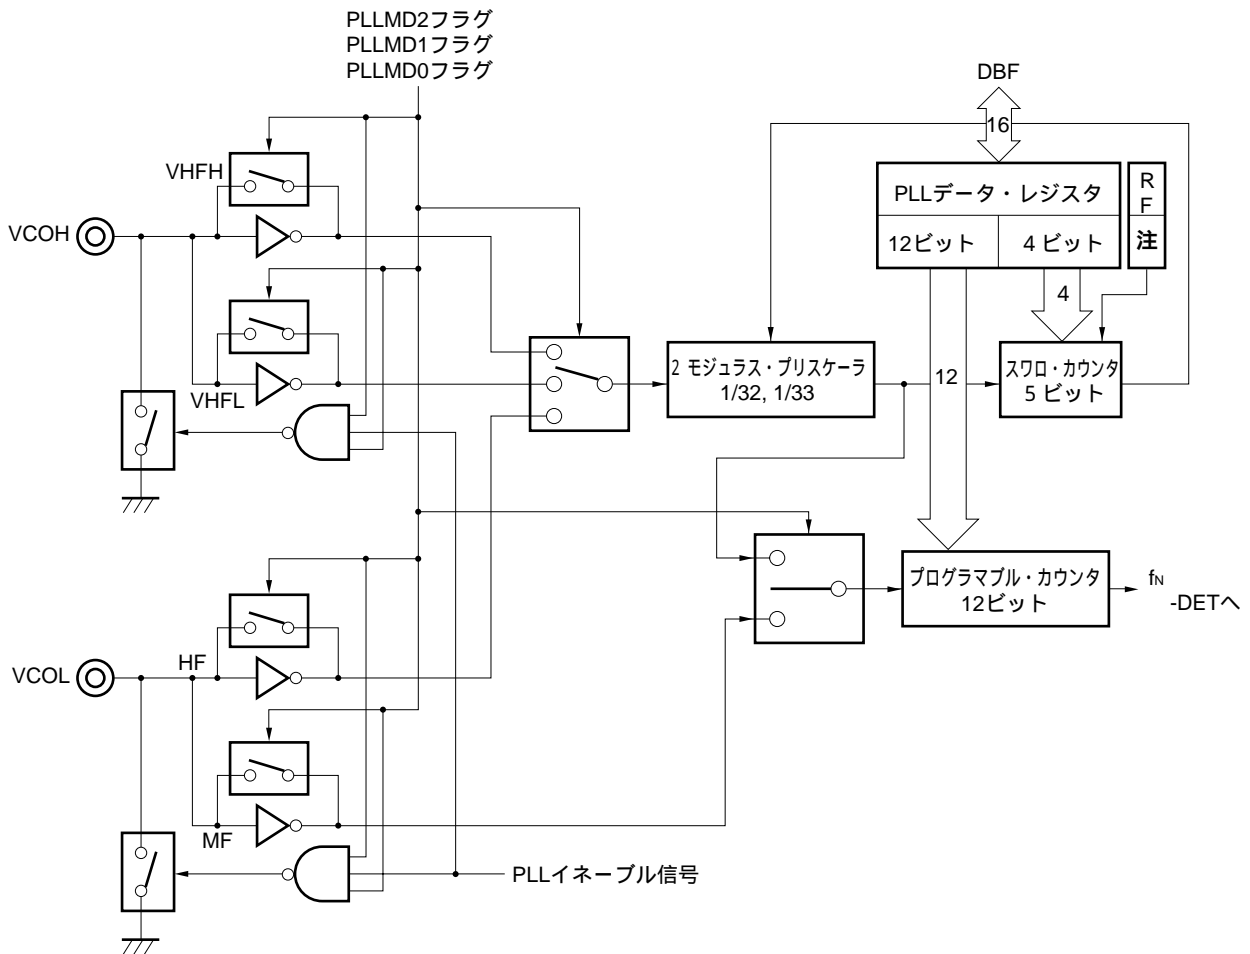 PLLMD2フラグ
PLLMD1フラグ
PLLMD0フラグ
DBF
16
VHFH
VCOH
PLLデータ・レジスタ
12ビット
4 ビット
R
F
注
4
VHFL
2 モジュラス・プリスケーラ
1/32, 1/33
12
スワロ・カウンタ
5 ビット
プログラマブル・カウンタ
12ビット
fN
-DETへ
HF
VCOL
MF
PLLイネーブル信号